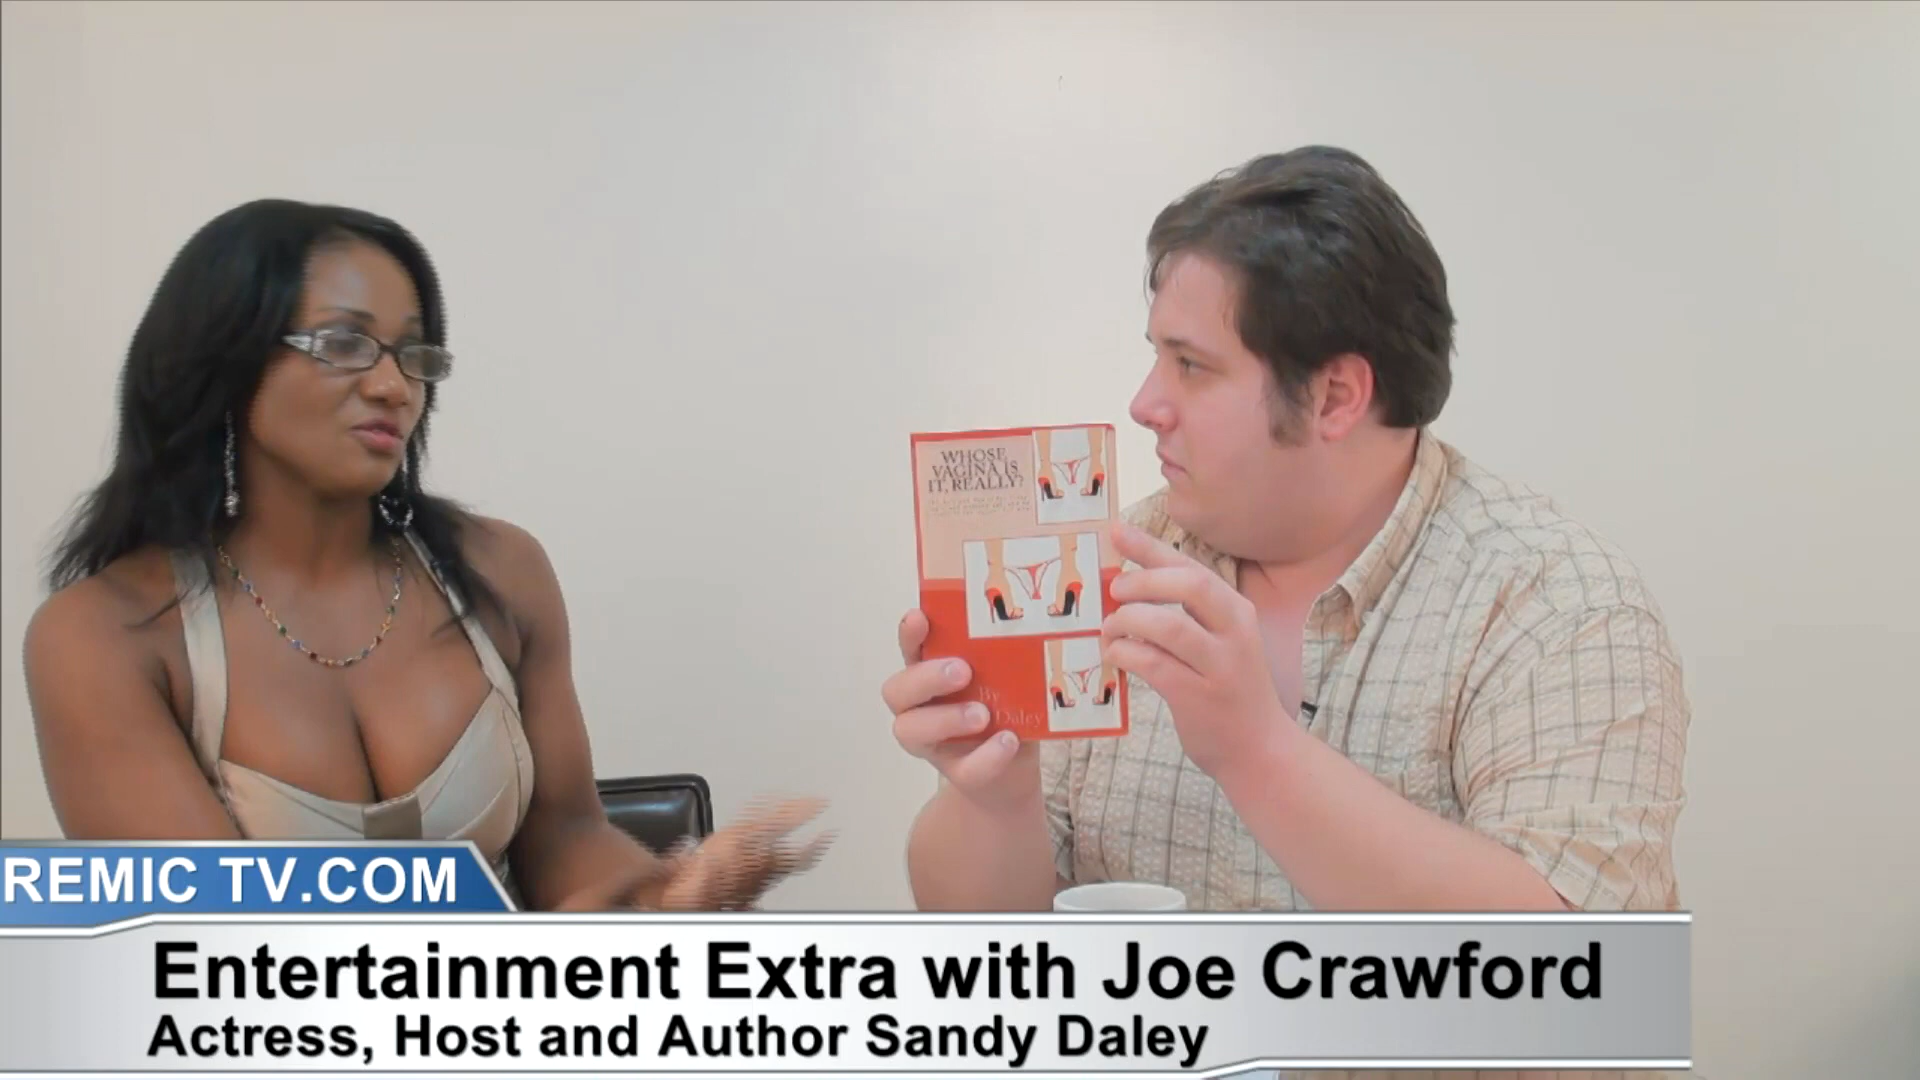 WHOSE
VAGINA IS
IT, REALLY?
By
Daley
REMIC TV.COM
Entertainment Extra with Joe Crawford
Actress, Host and Author Sandy Daley